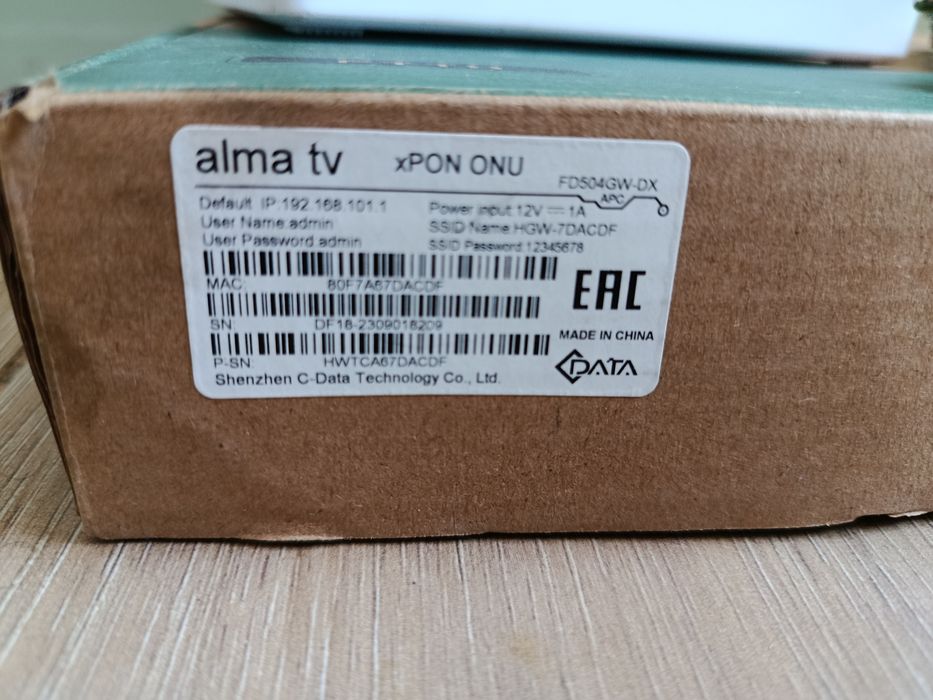 alma tv
xPON ONU
FD504GW-DX
APC
Default IP:192.168.101.1
User Name:admin
User Password:admin
Power input:12V ⎓ 1A
SSID Name:HGW-7DACDF
SSID Password:12345678
MAC: 80F7A67DACDF
SN: DF18-2309018209
P-SN: HWTCA67DACDF
Shenzhen C-Data Technology Co., Ltd.
EAC
MADE IN CHINA
CDATA